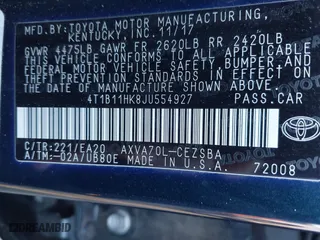 MFD. BY: TOYOTA MOTOR MANUFACTURING,
KENTUCKY, INC. 11/17
GVWR 4475LB GAWR FR 2620LB RR 2420LB
THIS VEHICLE CONFORMS TO ALL APPLICABLE
FEDERAL MOTOR VEHICLE SAFETY, BUMPER, AND
THEFT PREVENTION STANDARDS IN EFFECT ON
THE DATE OF MANUFACTURE SHOWN ABOVE.
4T1B11HK8JU554927 PASS.CAR
C/TR:221/EA20 AXVA70L-CEZSBA
A/TM:-02A/UB80E MADE IN U.S.A.
TOYOTA
72008